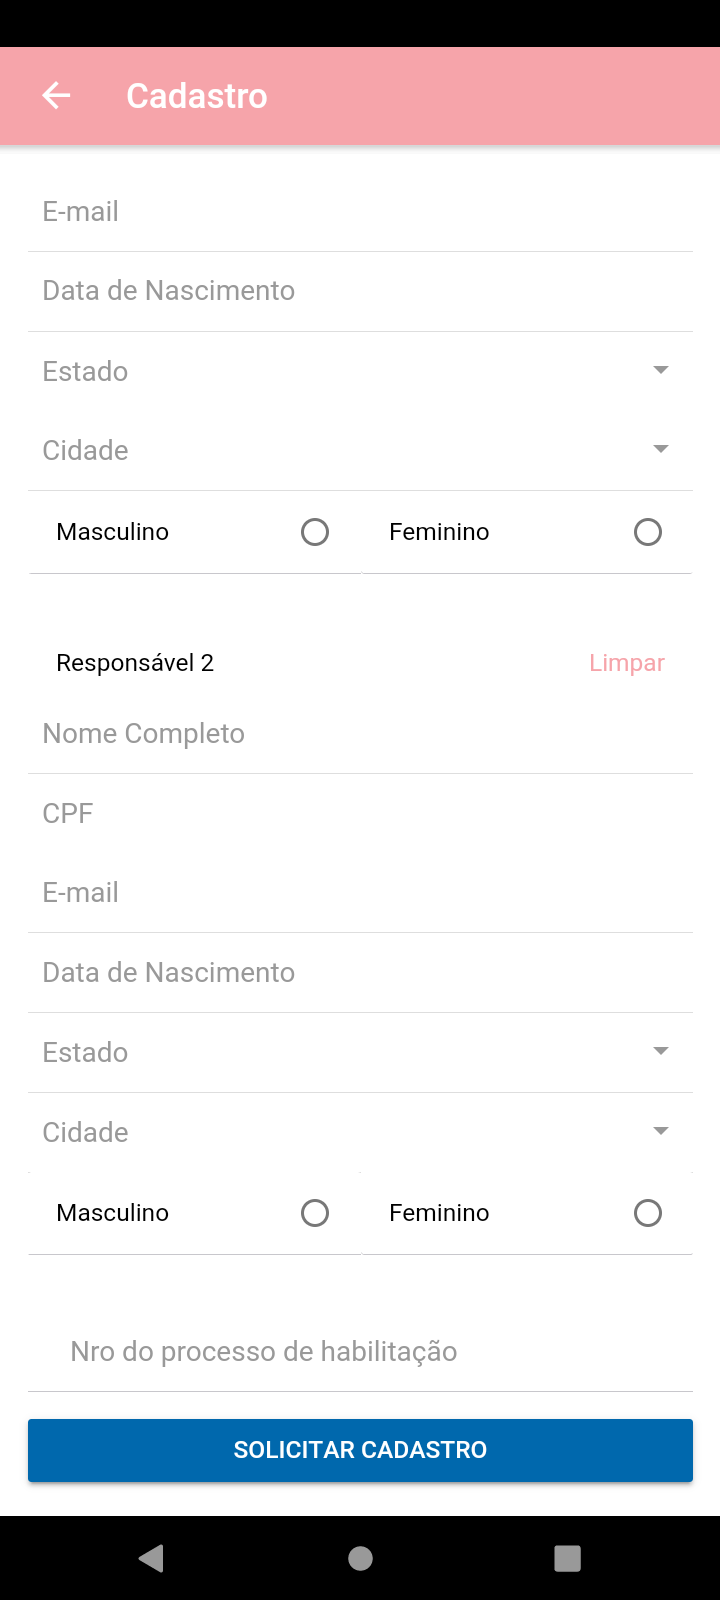 Cadastro
E-mail
Data de Nascimento
Estado
Cidade
Masculino Feminino
Responsável 2 Limpar
Nome Completo
CPF
E-mail
Data de Nascimento
Estado
Cidade
Masculino Feminino
Nro do processo de habilitação
SOLICITAR CADASTRO